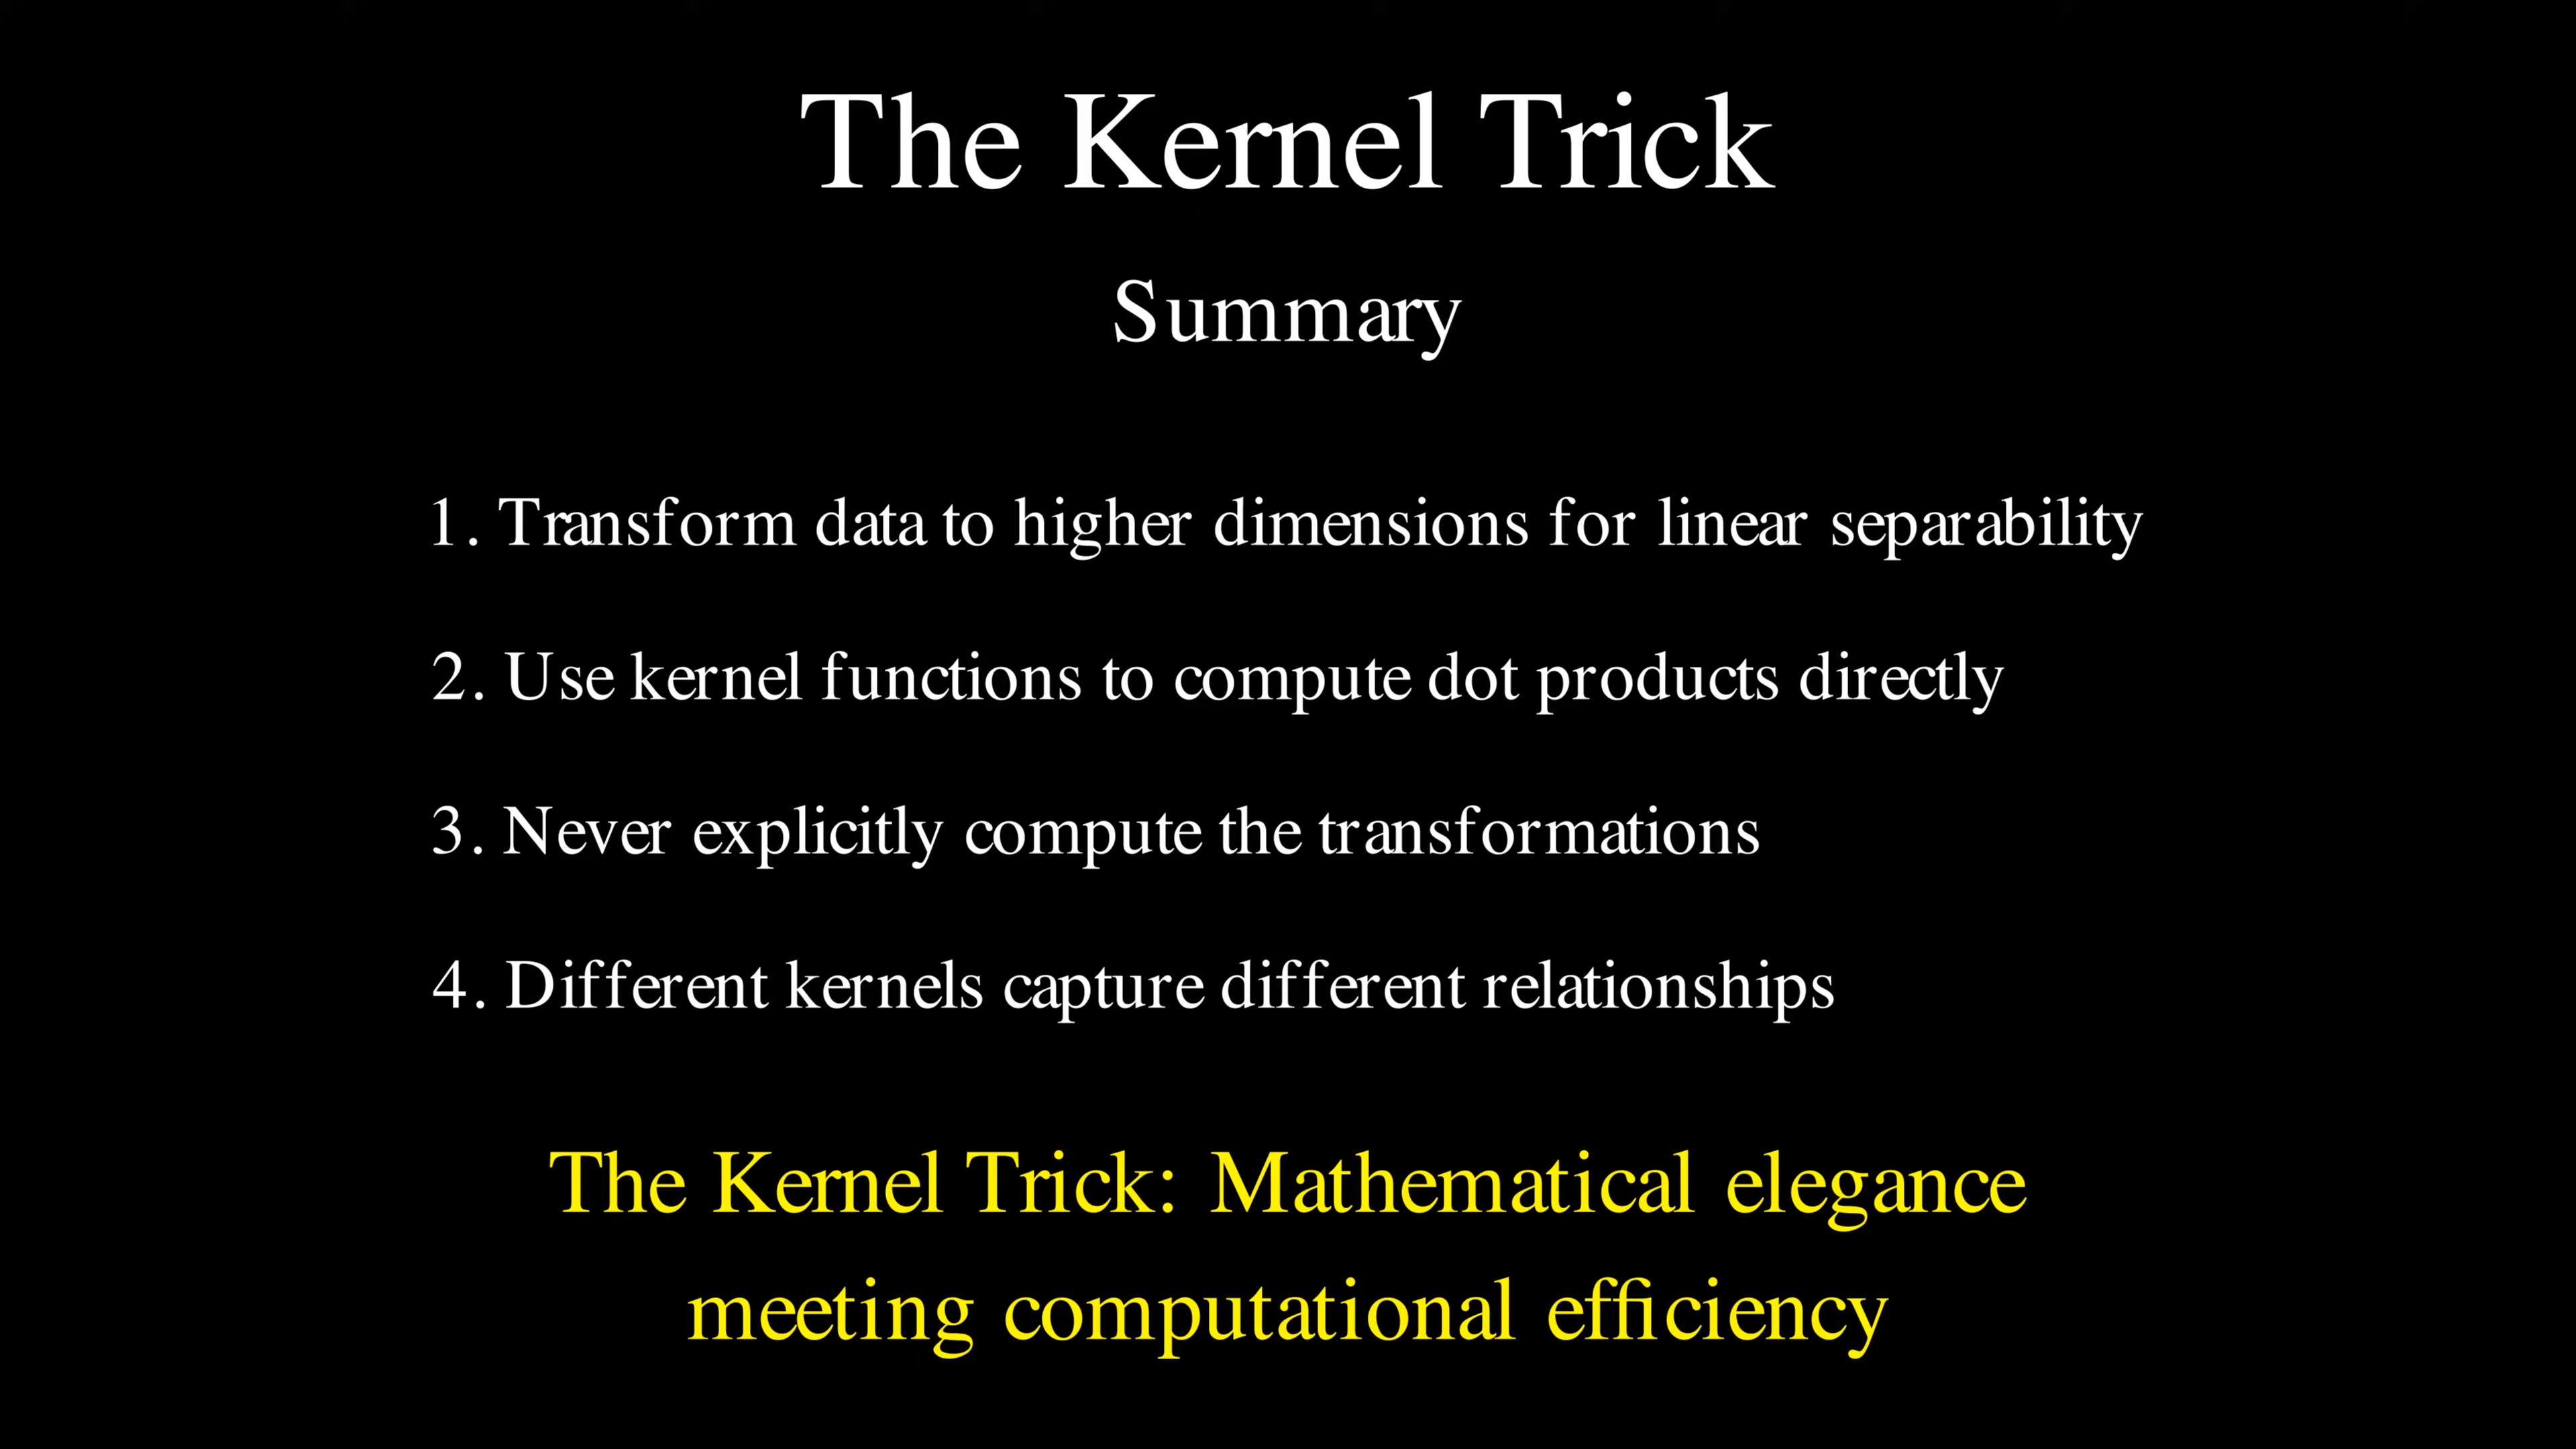 The Kernel Trick
Summary
1. Transform data to higher dimensions for linear separability
2. Use kernel functions to compute dot products directly
3. Never explicitly compute the transformations
4. Different kernels capture different relationships
The Kernel Trick: Mathematical elegance
meeting computational efficiency